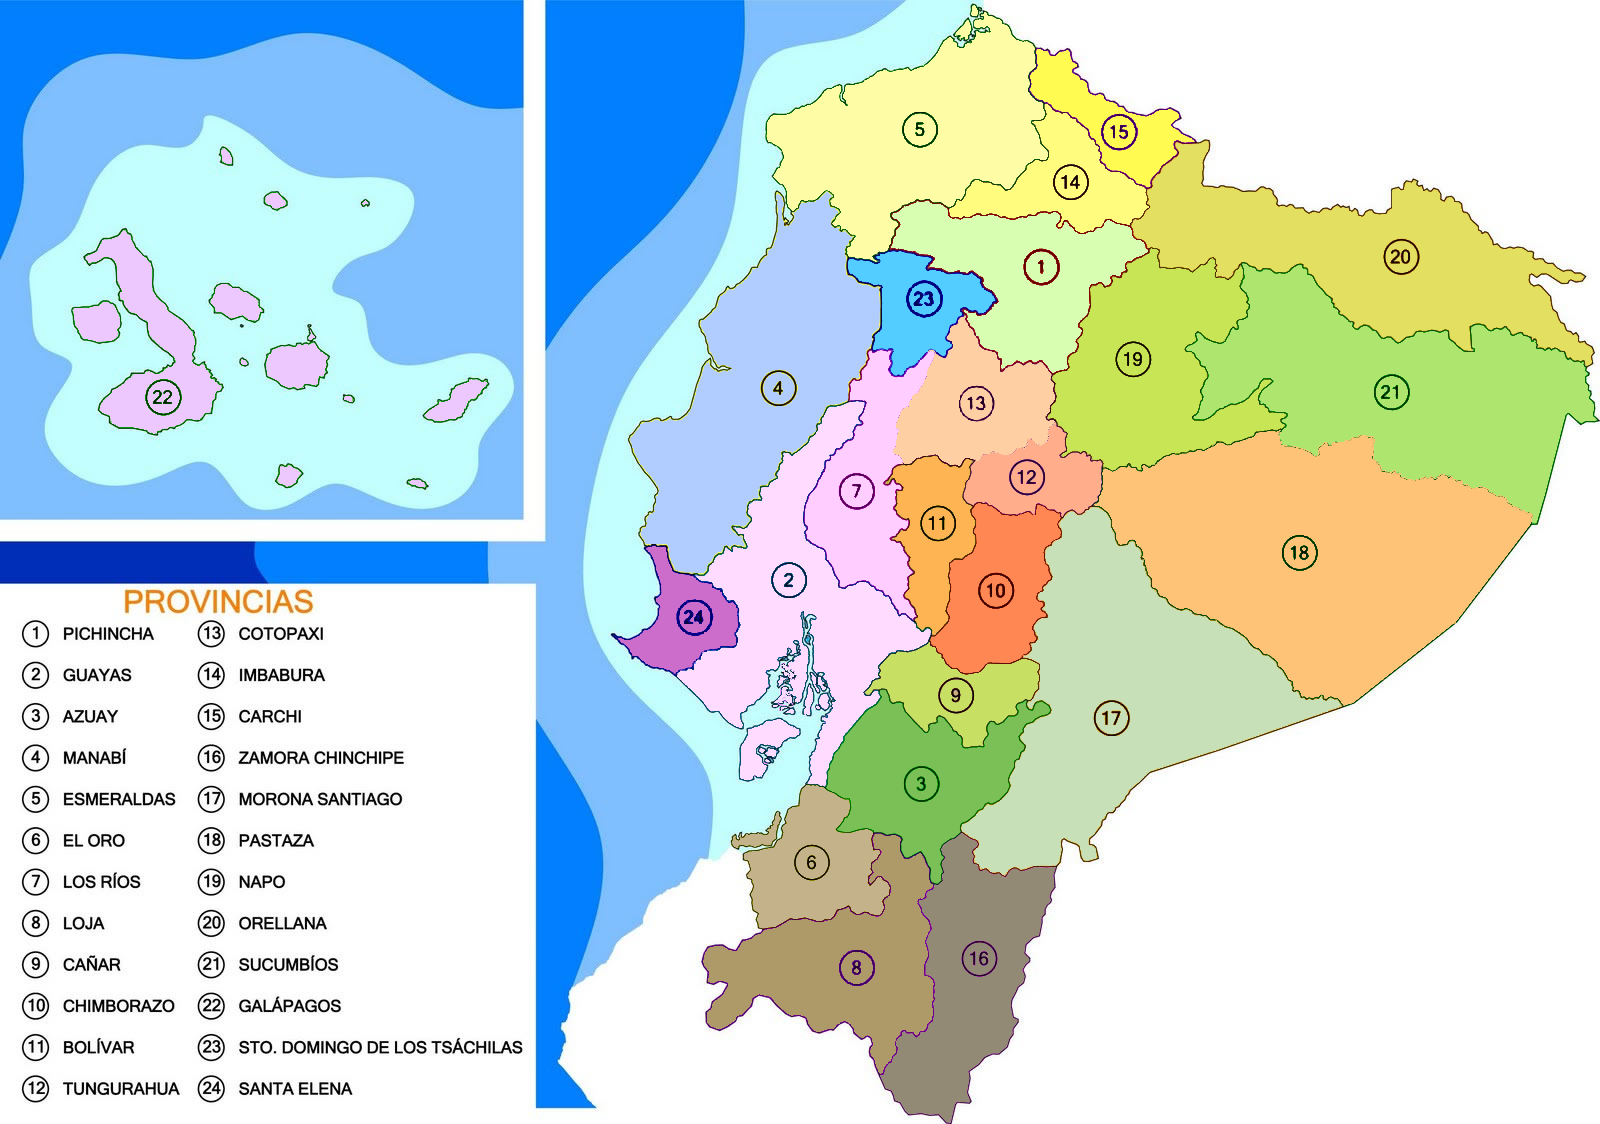 PROVINCIAS
1 PICHINCHA
2 GUAYAS
3 AZUAY
4 MANABÍ
5 ESMERALDAS
6 EL ORO
7 LOS RÍOS
8 LOJA
9 CAÑAR
10 CHIMBORAZO
11 BOLÍVAR
12 TUNGURAHUA
13 COTOPAXI
14 IMBABURA
15 CARCHI
16 ZAMORA CHINCHIPE
17 MORONA SANTIAGO
18 PASTAZA
19 NAPO
20 ORELLANA
21 SUCUMBÍOS
22 GALÁPAGOS
23 STO. DOMINGO DE LOS TSÁCHILAS
24 SANTA ELENA
5
15
14
20
1
23
19
4
21
13
22
12
7
11
18
2
10
24
9
17
3
6
16
8